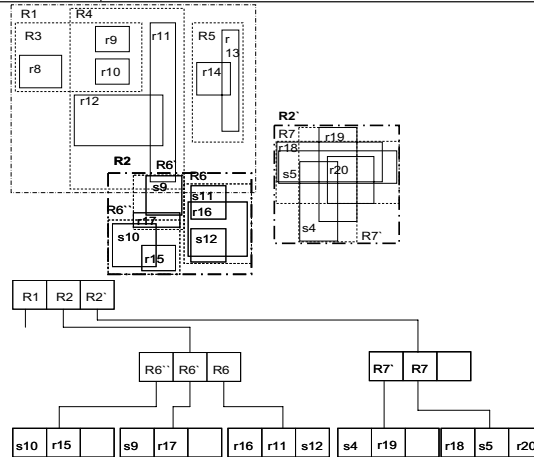 R1 R4
R3 r9 r11 R5 r
13
r8 r10 r14
r12
R2`
R7 r19
r18
R2 R6` R6
s9 s5 r20
s11
R6`` r16
r17
s10 s12 s4
R7`
r15
R1 R2 R2`
R6`` R6` R6 R7` R7
s10 r15 s9 r17 r16 r11 s12 s4 r19 r18 s5 r20